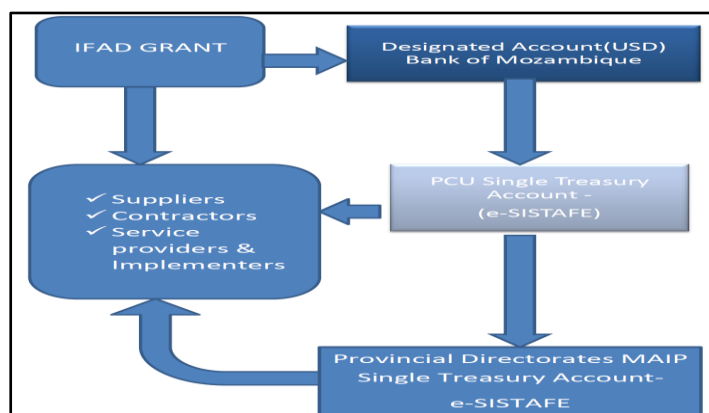 IFAD GRANT
Designated Account(USD)
Bank of Mozambique
✓ Suppliers
✓ Contractors
✓ Service
providers &
Implementers
PCU Single Treasury
Account -
(e-SISTAFE)
Provincial Directorates MAIP
Single Treasury Account-
e-SISTAFE